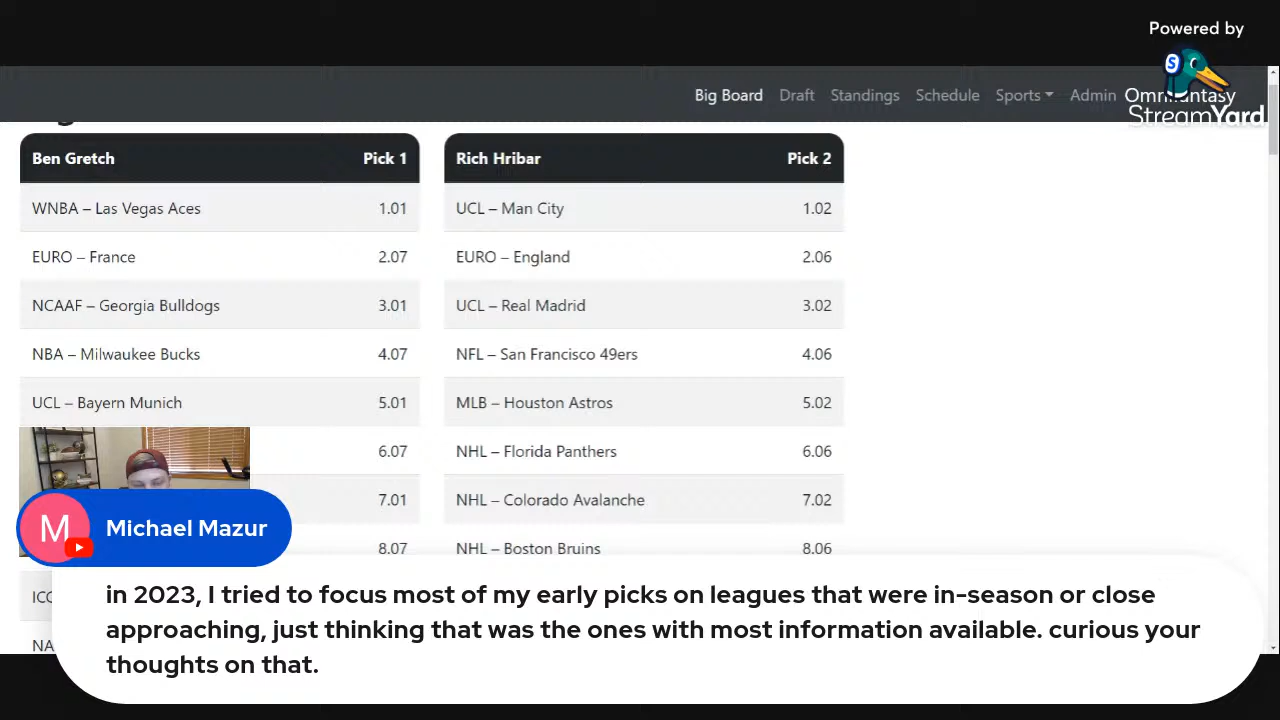 Powered by
Big Board Draft Standings Schedule Sports Admin Omnifantasy
StreamYard
Ben Gretch Pick 1
WNBA – Las Vegas Aces 1.01
EURO – France 2.07
NCAAF – Georgia Bulldogs 3.01
NBA – Milwaukee Bucks 4.07
UCL – Bayern Munich 5.01
6.07
7.01
8.07
Rich Hribar Pick 2
UCL – Man City 1.02
EURO – England 2.06
UCL – Real Madrid 3.02
NFL – San Francisco 49ers 4.06
MLB – Houston Astros 5.02
NHL – Florida Panthers 6.06
NHL – Colorado Avalanche 7.02
NHL – Boston Bruins 8.06
M Michael Mazur
in 2023, I tried to focus most of my early picks on leagues that were in-season or close
approaching, just thinking that was the ones with most information available. curious your
thoughts on that.